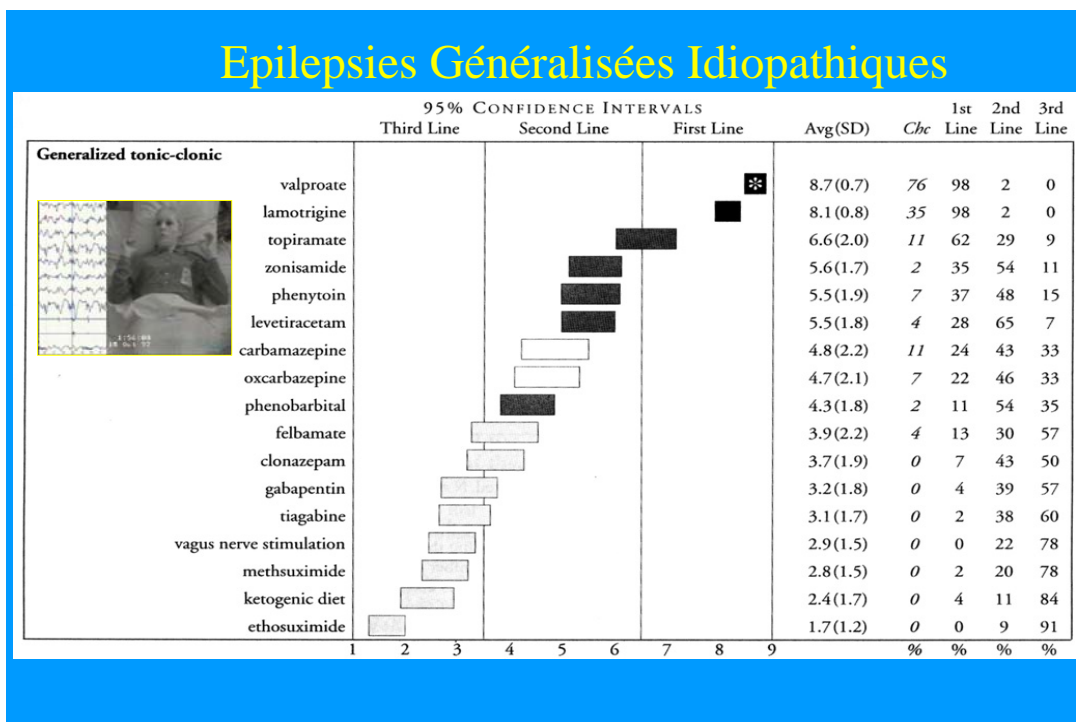 Epilepsies Généralisées Idiopathiques
95% CONFIDENCE INTERVALS 1st 2nd 3rd
Third Line Second Line First Line Avg(SD) Chc Line Line Line
Generalized tonic-clonic
valproate * 8.7(0.7) 76 98 2 0
lamotrigine 8.1(0.8) 35 98 2 0
topiramate 6.6(2.0) 11 62 29 9
zonisamide 5.6(1.7) 2 35 54 11
phenytoin 5.5(1.9) 7 37 48 15
levetiracetam 5.5(1.8) 4 28 65 7
carbamazepine 4.8(2.2) 11 24 43 33
oxcarbazepine 4.7(2.1) 7 22 46 33
phenobarbital 4.3(1.8) 2 11 54 35
felbamate 3.9(2.2) 4 13 30 57
clonazepam 3.7(1.9) 0 7 43 50
gabapentin 3.2(1.8) 0 4 39 57
tiagabine 3.1(1.7) 0 2 38 60
vagus nerve stimulation 2.9(1.5) 0 0 22 78
methsuximide 2.8(1.5) 0 2 20 78
ketogenic diet 2.4(1.7) 0 4 11 84
ethosuximide 1.7(1.2) 0 0 9 91
1 2 3 4 5 6 7 8 9 % % % %